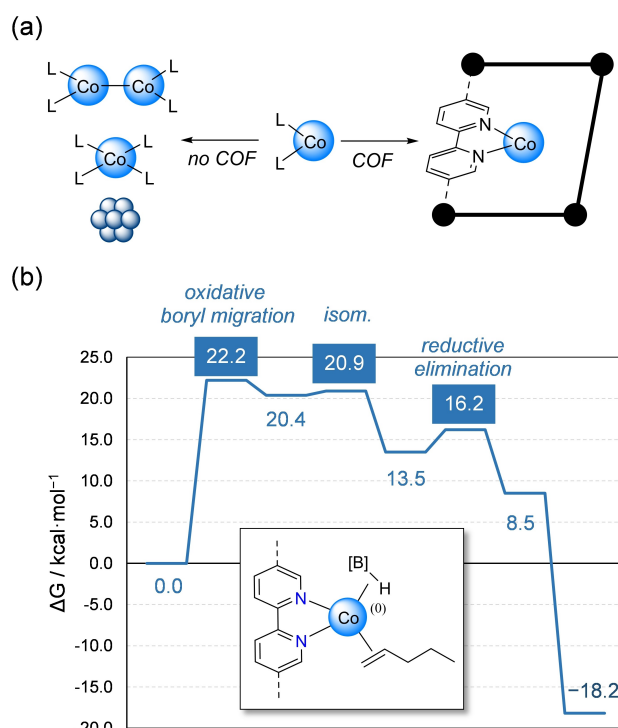 (a)
L
L
Co
Co
L
L
L
L
Co
L
L
no COF
L
Co
L
COF
N
N
Co
(b)
oxidative
boryl migration
isom.
reductive
elimination
25.0
20.0
15.0
10.0
5.0
0.0
-5.0
-10.0
-15.0
20.0
ΔG / kcal·mol⁻¹
0.0
22.2
20.4
20.9
13.5
16.2
8.5
−18.2
[B]
H
N
N
Co
(0)